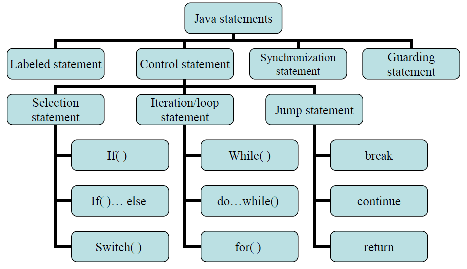 Java statements
Labeled statement
Control statement
Synchronization
statement
Guarding
statement
Selection
statement
Iteration/loop
statement
Jump statement
If( )
While( )
break
If( )… else
do…while()
continue
Switch( )
for( )
return